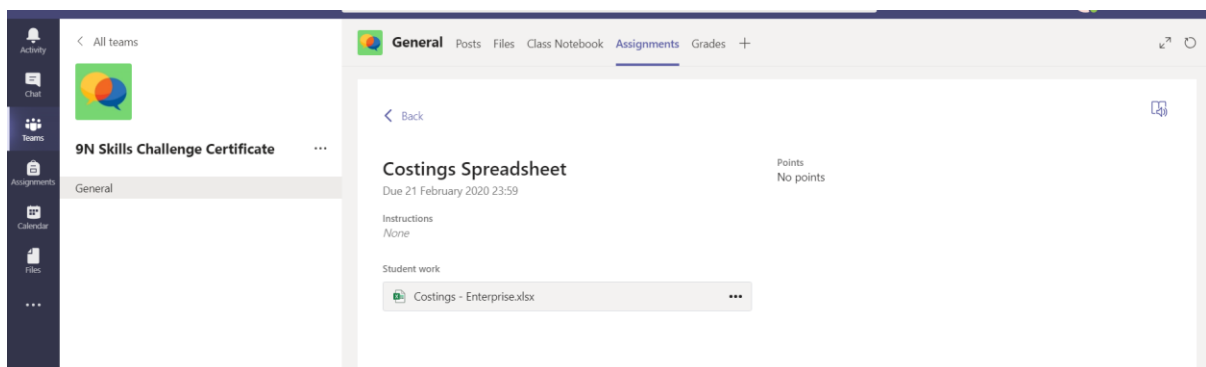 Activity
Chat
Teams
Assignments
Calendar
Files
All teams
9N Skills Challenge Certificate
General
General Posts Files Class Notebook Assignments Grades
Back
Costings Spreadsheet
Due 21 February 2020 23:59
Points
No points
Instructions
None
Student work
Costings - Enterprise.xlsx